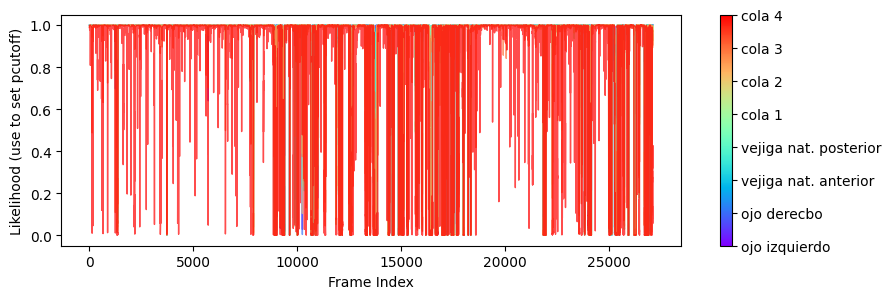 Likelihood (use to set pcutoff)
1.0
0.8
0.6
0.4
0.2
0.0
0
5000
10000
15000
20000
25000
Frame Index
cola 4
cola 3
cola 2
cola 1
vejiga nat. posterior
vejiga nat. anterior
ojo derecbo
ojo izquierdo